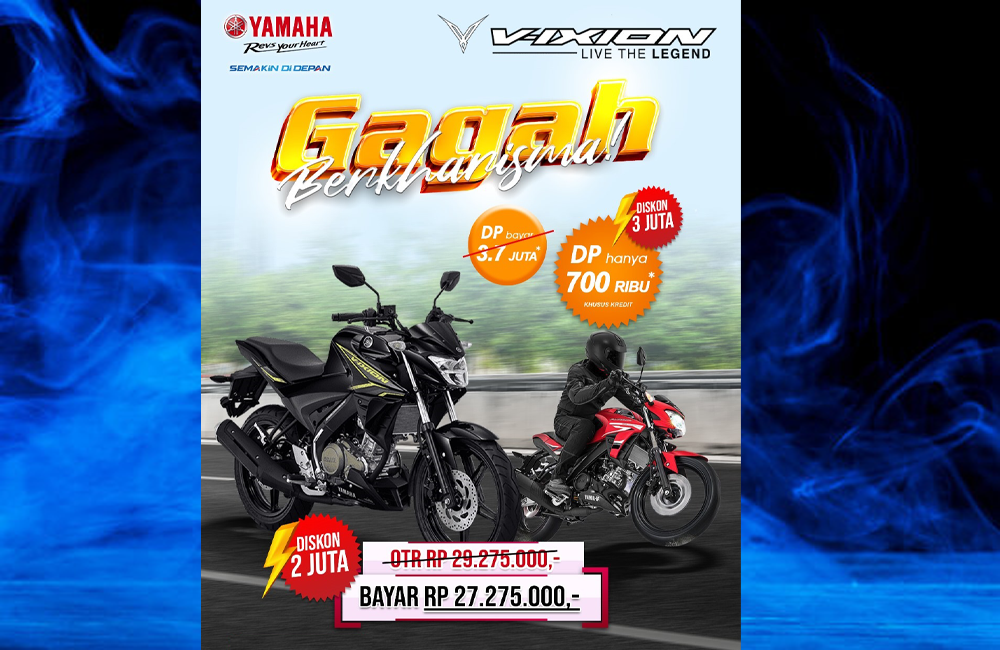 YAMAHA
Revs Your Heart
SEMAKIN DI DEPAN
V-IXION
LIVE THE LEGEND
Gagah
Berkharisma!
DP bayar
3.7 JUTA*
DISKON
3 JUTA
DP hanya
700 RIBU*
KHUSUS KREDIT
VIXION
YAMAHA
DISKON
2 JUTA
OTR RP 29.275.000,-
BAYAR RP 27.275.000,-